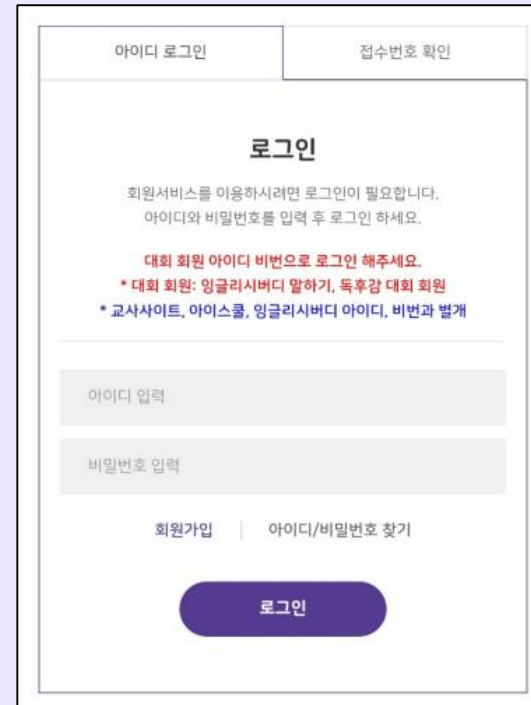 아이디 로그인
접수번호 확인
로그인
회원서비스를 이용하시려면 로그인이 필요합니다.
아이디와 비밀번호를 입력 후 로그인 하세요.
대회 회원 아이디 비번으로 로그인 해주세요.
* 대회 회원: 잉글리시버디 말하기, 독후감 대회 회원
* 교사사이트, 아이스쿨, 잉글리시버디 아이디, 비번과 별개
아이디 입력
비밀번호 입력
회원가입 | 아이디/비밀번호 찾기
로그인